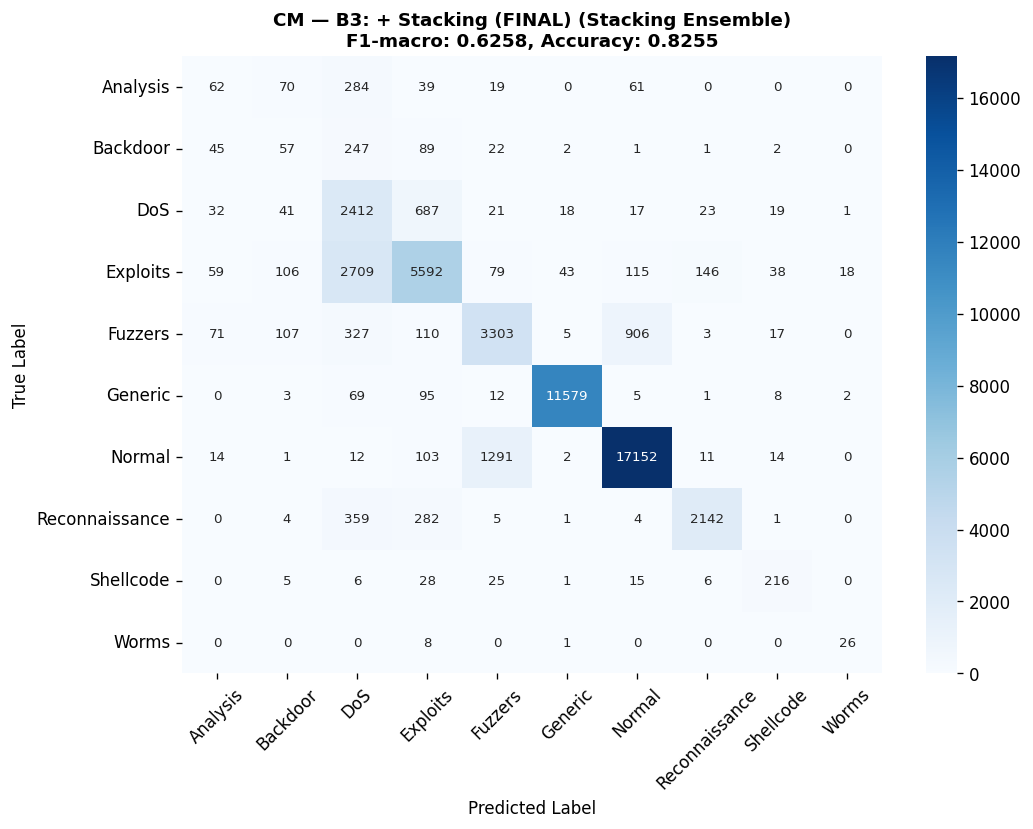 CM — B3: + Stacking (FINAL) (Stacking Ensemble)
F1-macro: 0.6258, Accuracy: 0.8255
True Label
Analysis 62 70 284 39 19 0 61 0 0 0
Backdoor 45 57 247 89 22 2 1 1 2 0
DoS 32 41 2412 687 21 18 17 23 19 1
Exploits 59 106 2709 5592 79 43 115 146 38 18
Fuzzers 71 107 327 110 3303 5 906 3 17 0
Generic 0 3 69 95 12 11579 5 1 8 2
Normal 14 1 12 103 1291 2 17152 11 14 0
Reconnaissance 0 4 359 282 5 1 4 2142 1 0
Shellcode 0 5 6 28 25 1 15 6 216 0
Worms 0 0 0 8 0 1 0 0 0 26
Analysis Backdoor DoS Exploits Fuzzers Generic Normal Reconnaissance Shellcode Worms
Predicted Label
16000
14000
12000
10000
8000
6000
4000
2000
0